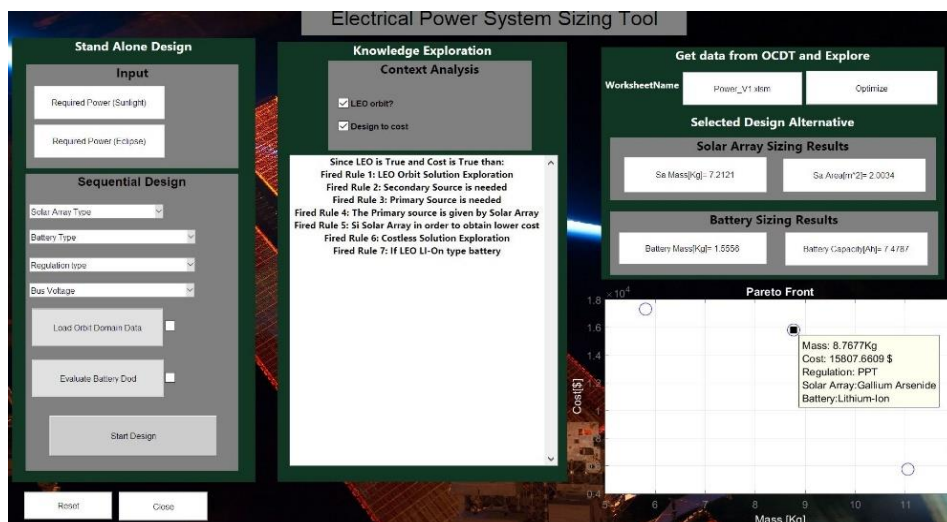 Electrical Power System Sizing Tool
Stand Alone Design
Input
Required Power (Sunlight)
Required Power (Eclipse)
Sequential Design
Solar Array Type
Battery Type
Regulation type
Bus Voltage
Load Orbit Domain Data
Evaluate Battery Dod
Start Design
Reset
Close
Knowledge Exploration
Context Analysis
LEO orbit?
Design to cost
Since LEO is True and Cost is True than:
Fired Rule 1: LEO Orbit Solution Exploration
Fired Rule 2: Secondary Source is needed
Fired Rule 3: Primary Source is needed
Fired Rule 4: The Primary source is given by Solar Array
Fired Rule 5: Si Solar Array in order to obtain lower cost
Fired Rule 6: Costless Solution Exploration
Fired Rule 7: If LEO LI-On type battery
Get data from OCDT and Explore
WorksheetName
Power_V1.xlsm
Optimize
Selected Design Alternative
Solar Array Sizing Results
Sa Mass[Kg]= 7.2121
Sa Area[m^2]= 2.0034
Battery Sizing Results
Battery Mass[Kg]= 1.5556
Battery Capacity[Ah]= 7.4787
Pareto Front
× 10^4
1.8
1.6
1.4
Cost[$]
0.4
Mass: 8.7677Kg
Cost: 15807.6609 $
Regulation: PPT
Solar Array:Gallium Arsenide
Battery:Lithium-Ion
5 6 7 8 9 10 11
Mass [Kg]